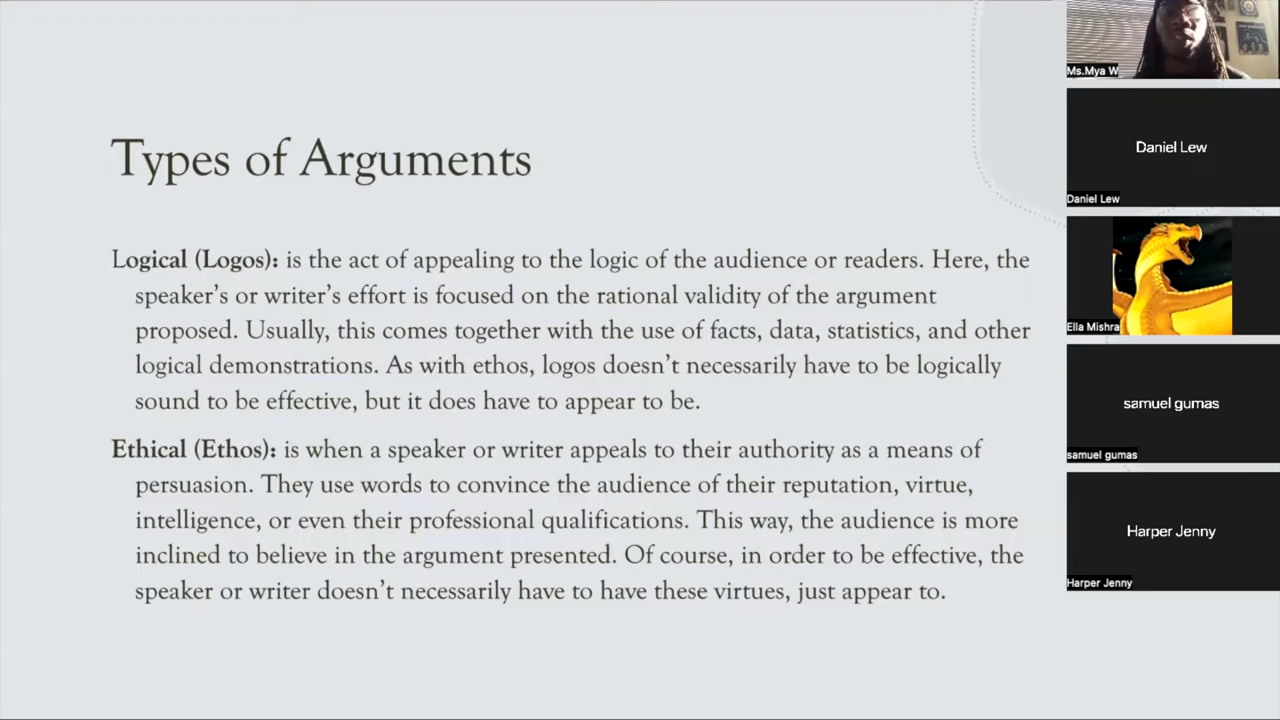 Types of Arguments
Logical (Logos): is the act of appealing to the logic of the audience or readers. Here, the
speaker’s or writer’s effort is focused on the rational validity of the argument
proposed. Usually, this comes together with the use of facts, data, statistics, and other
logical demonstrations. As with ethos, logos doesn’t necessarily have to be logically
sound to be effective, but it does have to appear to be.
Ethical (Ethos): is when a speaker or writer appeals to their authority as a means of
persuasion. They use words to convince the audience of their reputation, virtue,
intelligence, or even their professional qualifications. This way, the audience is more
inclined to believe in the argument presented. Of course, in order to be effective, the
speaker or writer doesn’t necessarily have to have these virtues, just appear to.
Ms.Mya W
Daniel Lew
Daniel Lew
Ella Mishra
samuel gumas
samuel gumas
Harper Jenny
Harper Jenny